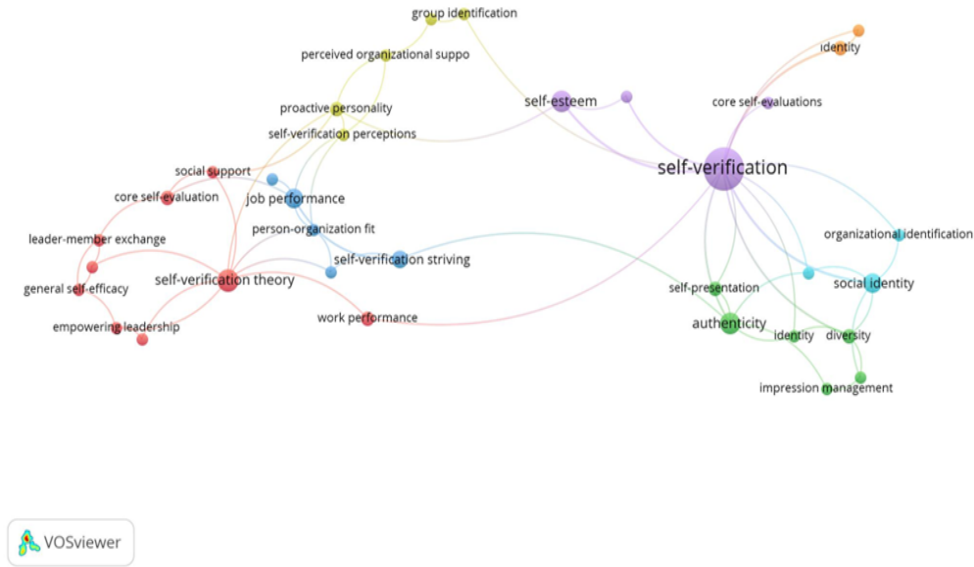 group identification
identity
perceived organizational suppo
self-esteem
core self-evaluations
proactive personality
self-verification perceptions
self-verification
social support
core self-evaluation
job performance
person-organization fit
organizational identification
leader-member exchange
self-verification striving
self-verification theory
general self-efficacy
self-presentation
social identity
work performance
authenticity
empowering leadership
identity
diversity
impression management
VOSviewer